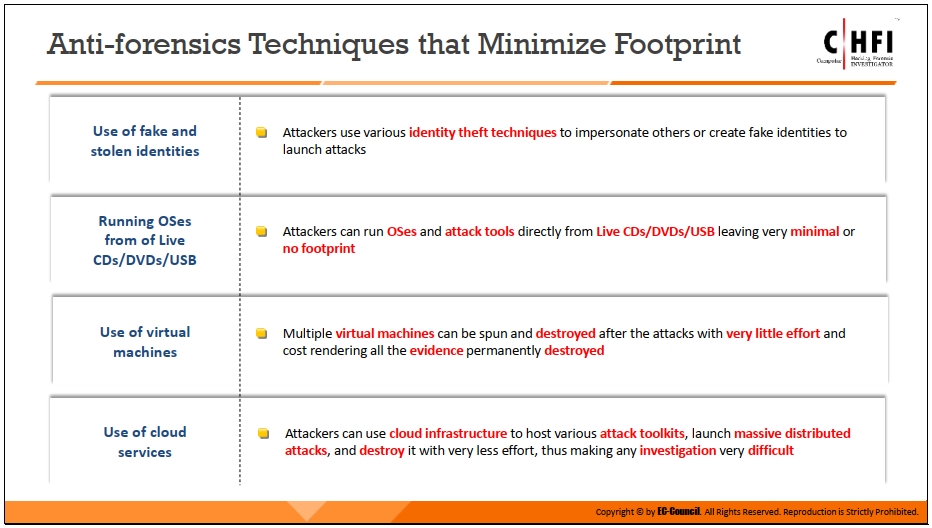 Anti-forensics Techniques that Minimize Footprint
C HFI
Computer Hacking Forensic
INVESTIGATOR
Use of fake and
stolen identities
Attackers use various identity theft techniques to impersonate others or create fake identities to
launch attacks
Running OSes
from of Live
CDs/DVDs/USB
Attackers can run OSes and attack tools directly from Live CDs/DVDs/USB leaving very minimal or
no footprint
Use of virtual
machines
Multiple virtual machines can be spun and destroyed after the attacks with very little effort and
cost rendering all the evidence permanently destroyed
Use of cloud
services
Attackers can use cloud infrastructure to host various attack toolkits, launch massive distributed
attacks, and destroy it with very less effort, thus making any investigation very difficult
Copyright © by EC-Council. All Rights Reserved. Reproduction is Strictly Prohibited.